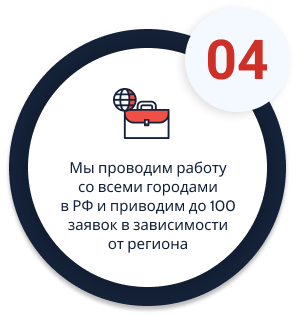 04
Мы проводим работу
со всеми городами
в РФ и приводим до 100
заявок в зависимости
от региона